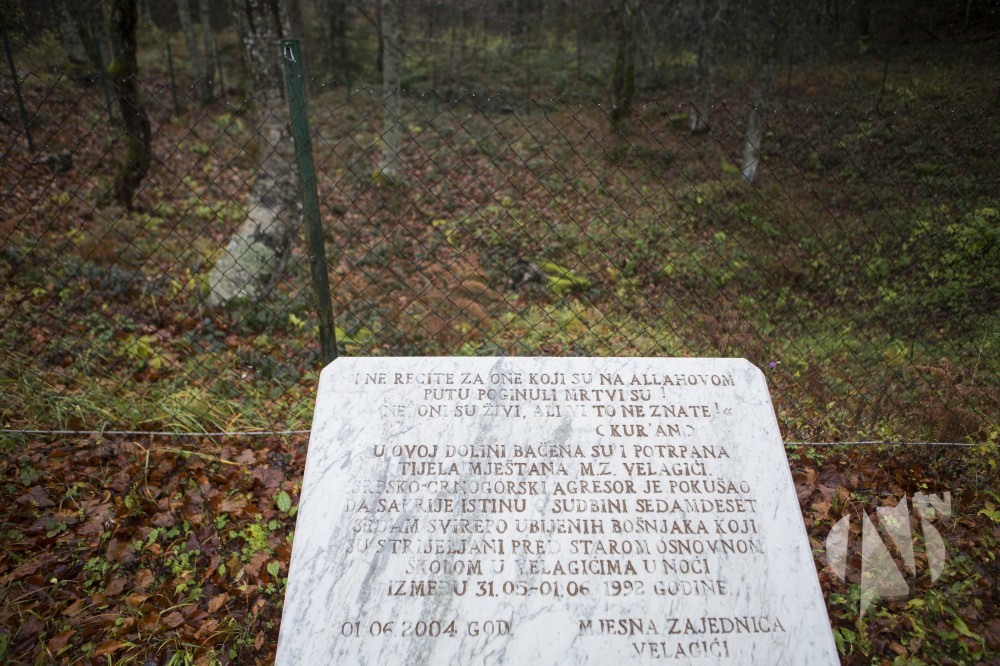 I NE RECITE ZA ONE KOJI SU NA ALLAHOVOM
PUTU POGINULI MRTVI SU !
NE, ONI SU ŽIVI, ALI VI TO NE ZNATE !«
( KUR'AN )
U OVOJ DOLINI BAČENA SU I POTRPANA
TIJELA MJEŠTANA M.Z. VELAGIĆI.
SRPSKO-CRNOGORSKI AGRESOR JE POKUŠAO
DA SAKRIJE ISTINU O SUDBINI SEDAMDESET
SEDAM SVIREPO UBIJENIH BOŠNJAKA KOJI
SU STRIJELJANI PRED STAROM OSNOVNOM
ŠKOLOM U VELAGIĆIMA U NOĆI
IZMEĐU 31.05-01.06 1992 GODINE
01.06 2004 GOD. MJESNA ZAJEDNICA
VELAGIĆI